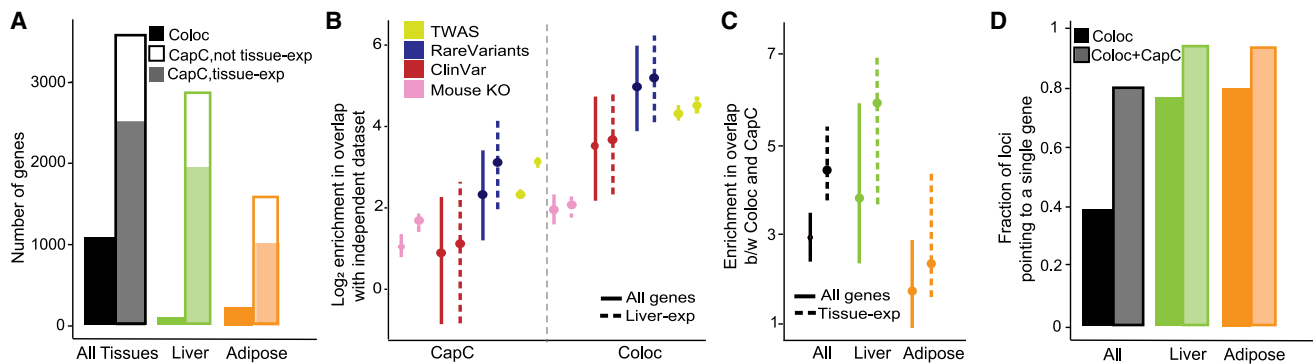 A
Number of genes
3000
2000
1000
0
Coloc
CapC,not tissue-exp
CapC,tissue-exp
All Tissues
Liver
Adipose
B
Log₂ enrichment in overlap
with independent dataset
6
4
2
0
TWAS
RareVariants
ClinVar
Mouse KO
All genes
Liver-exp
CapC
Coloc
C
Enrichment in overlap
b/w Coloc and CapC
7
5
3
1
All genes
Tissue-exp
All
Liver
Adipose
D
Fraction of loci
pointing to a single gene
1
0.8
0.6
0.4
0.2
0
Coloc
Coloc+CapC
All
Liver
Adipose